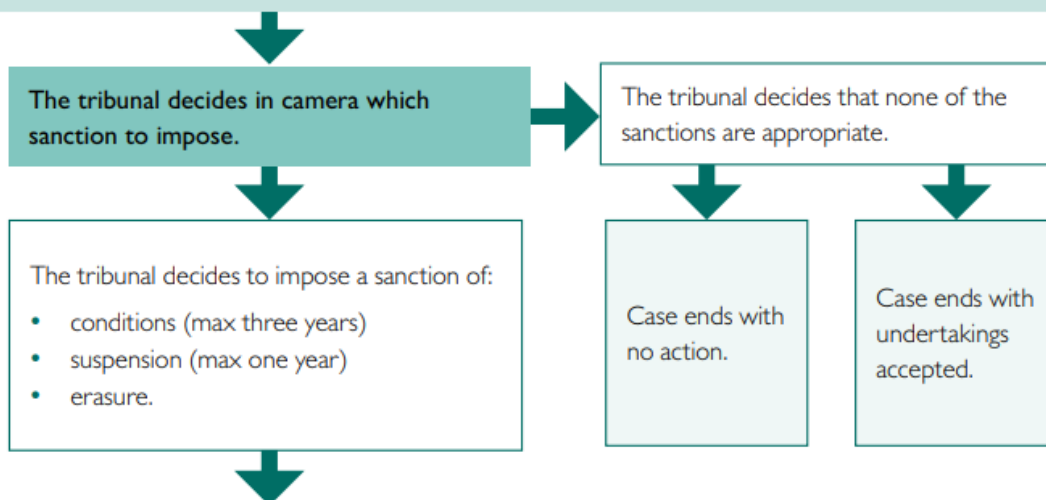 The tribunal decides in camera which
sanction to impose.
The tribunal decides that none of the
sanctions are appropriate.
The tribunal decides to impose a sanction of:
• conditions (max three years)
• suspension (max one year)
• erasure.
Case ends with
no action.
Case ends with
undertakings
accepted.